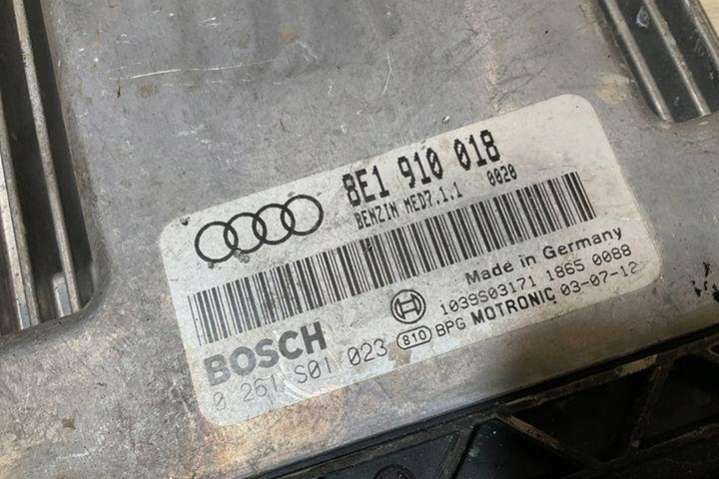 8E1 910 018
BENZIN MED7.1.1 0020
Made in Germany
1039S03171 1865 0088
BOSCH 810 BPG MOTRONIC 03-07-12
0 261 S01 023